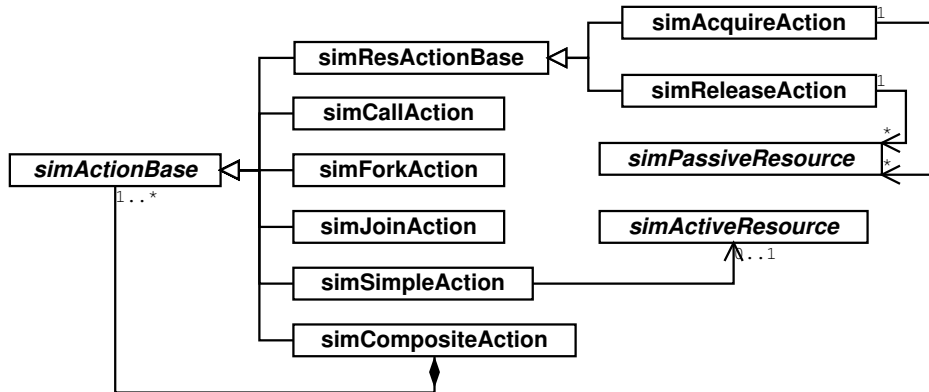 simAcquireAction
1
simResActionBase
simReleaseAction
1
simCallAction
*
simActionBase
simForkAction
simPassiveResource
*
1..*
simJoinAction
simActiveResource
0..1
simSimpleAction
simCompositeAction